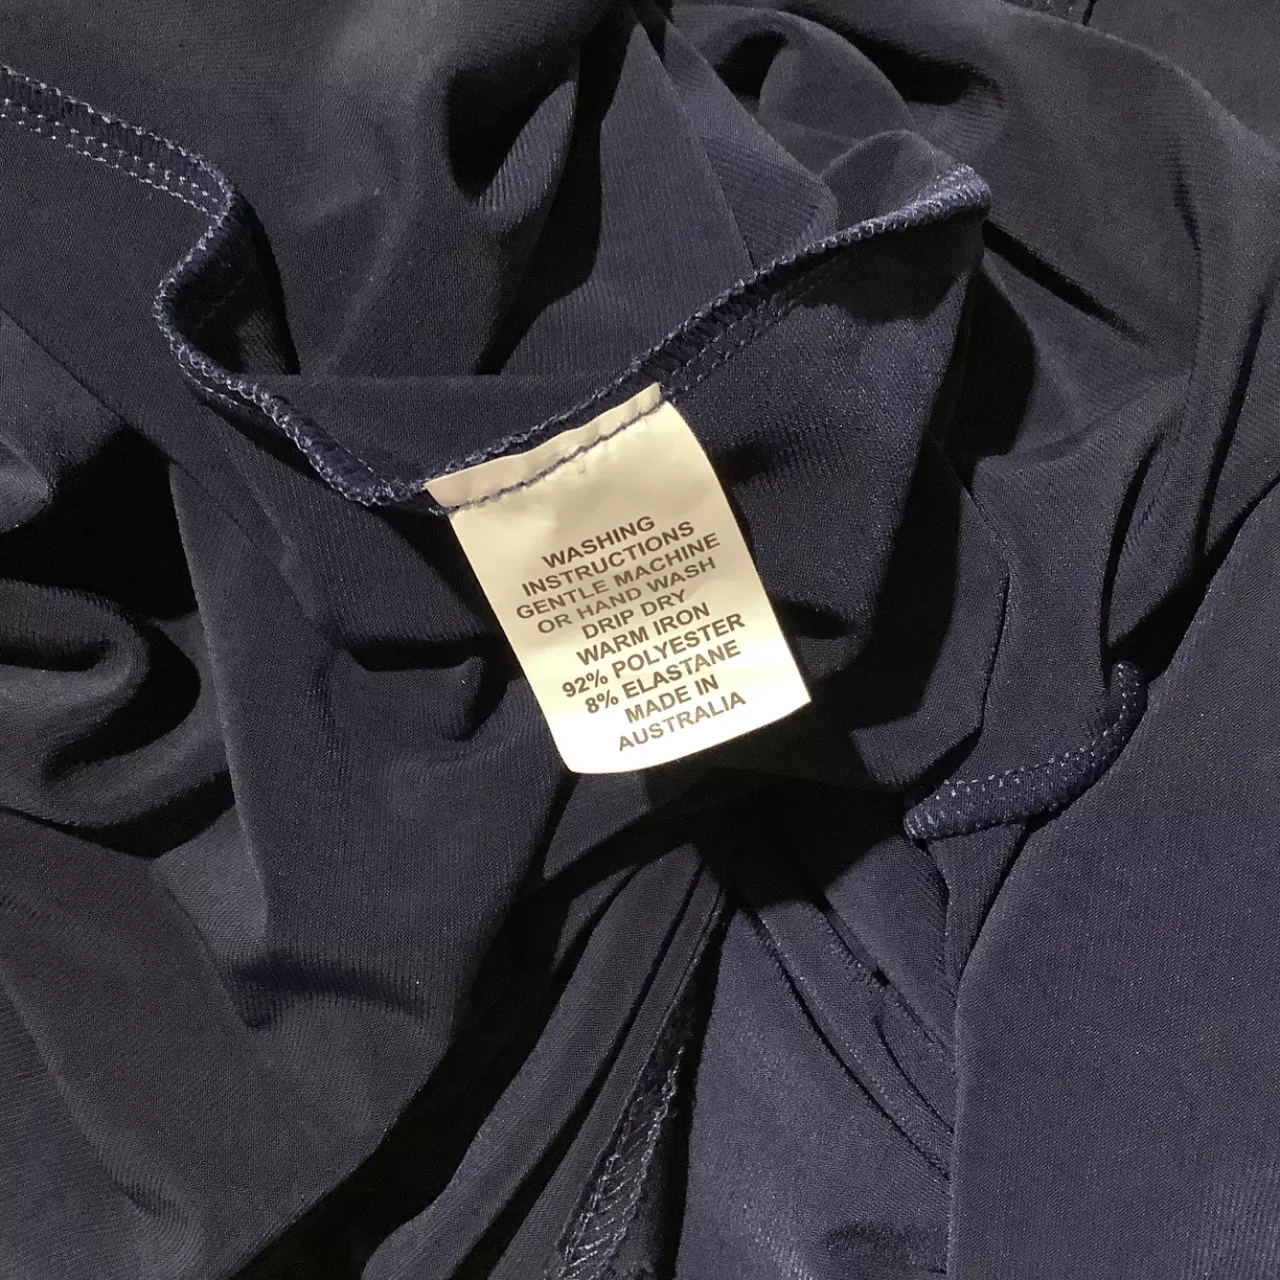 WASHING
INSTRUCTIONS
GENTLE MACHINE
OR HAND WASH
DRIP DRY
WARM IRON
92% POLYESTER
8% ELASTANE
MADE IN
AUSTRALIA